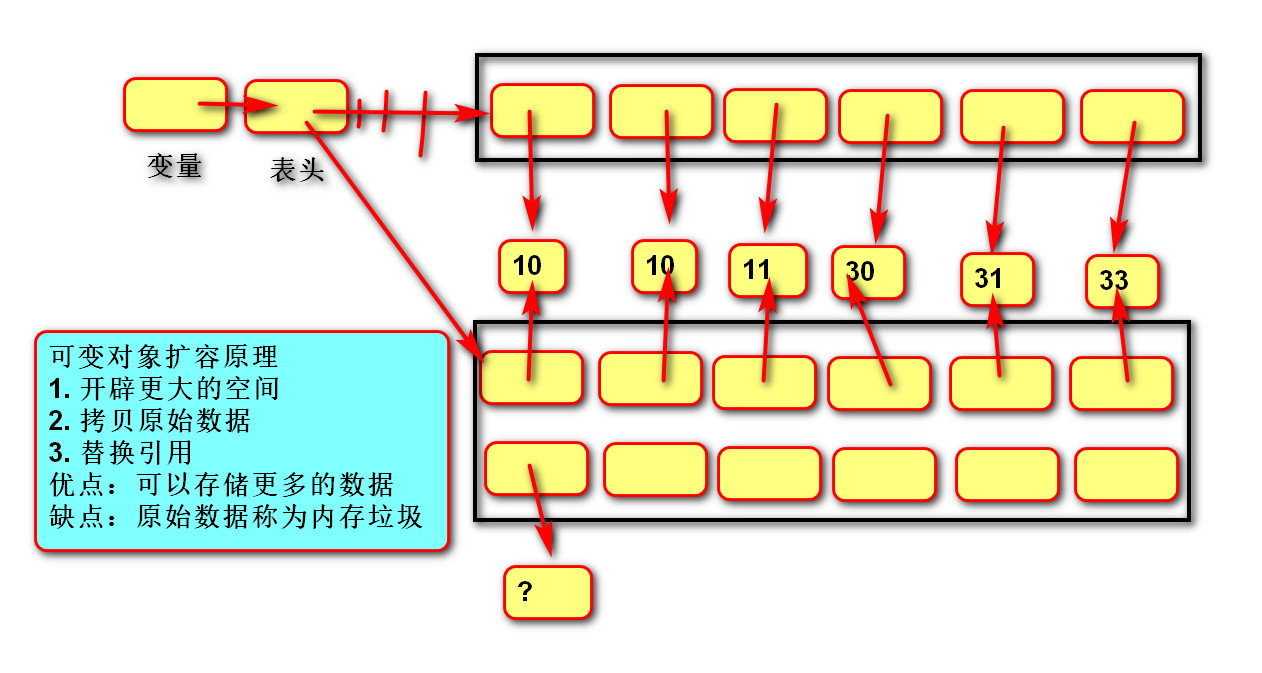 变量
表头
10 10 11 30 31 33
可变对象扩容原理
1. 开辟更大的空间
2. 拷贝原始数据
3. 替换引用
优点：可以存储更多的数据
缺点：原始数据称为内存垃圾
?